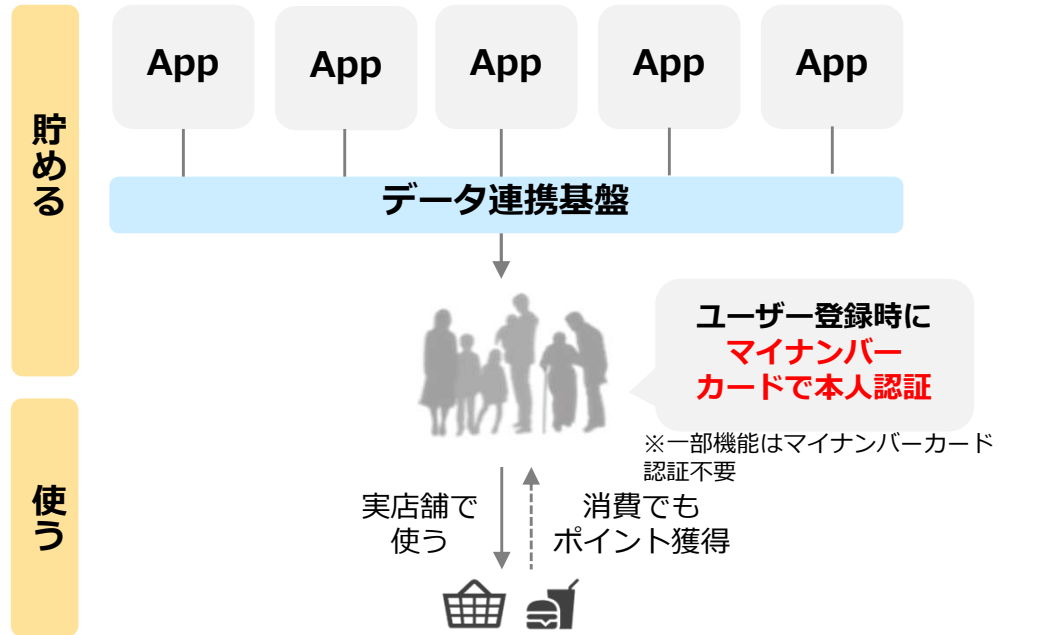 貯める
App
App
App
App
App
データ連携基盤
ユーザー登録時に
マイナンバー
カードで本人認証
※一部機能はマイナンバーカード
認証不要
使う
実店舗で
使う
消費でも
ポイント獲得